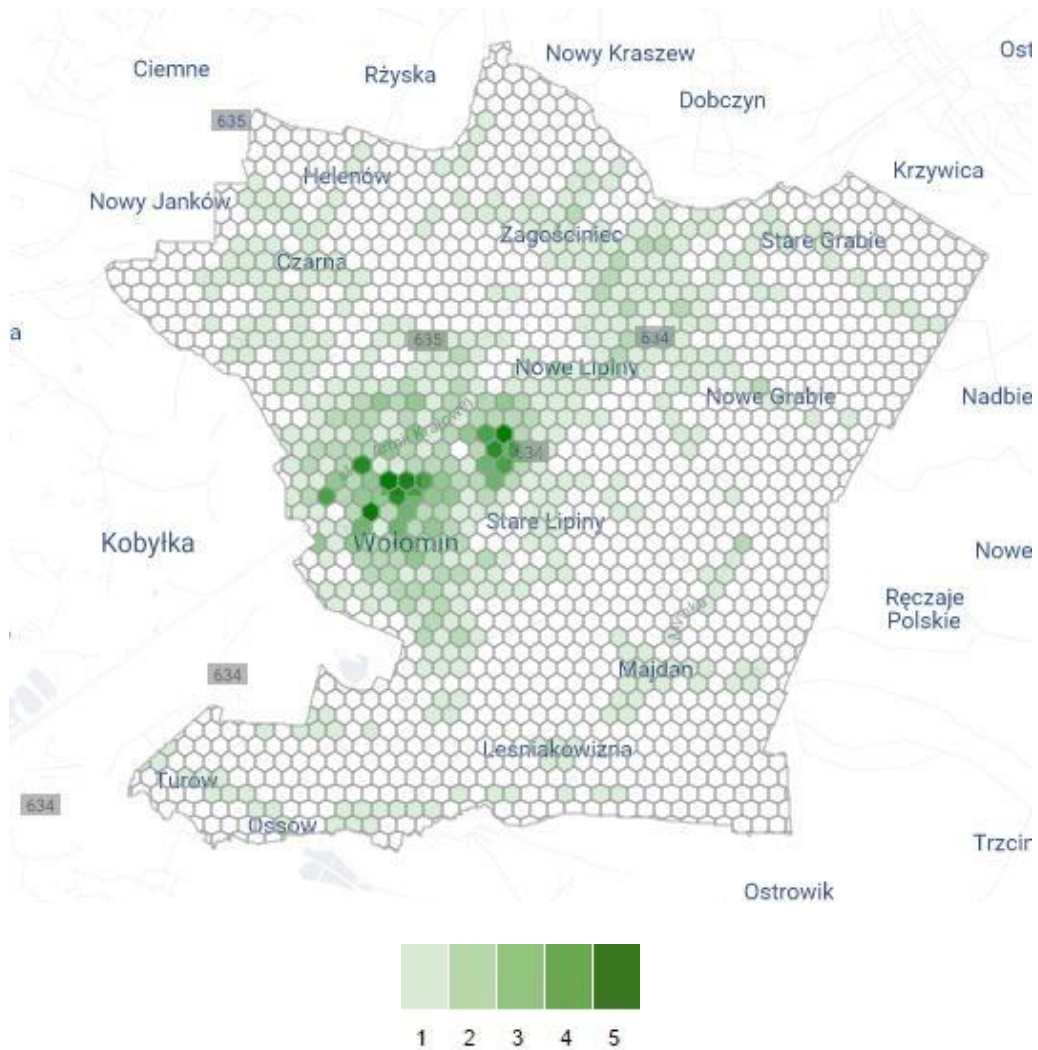 Nowy Kraszew
Ost
Ciemne
Rżyska
Dobczyn
635
Krzywica
Helenów
Nowy Janków
Zagościniec
Stare Grabie
Czarna
a
635
634
Nowe Lipiny
Nowe Grabie
Nadbie
634
Stare Lipiny
Kobyłka
Wołomin
Nowe
Ręczaje
Polskie
Majdan
634
Leśniakowizna
Turów
634
Ossów
Trzcir
Ostrowik
1 2 3 4 5